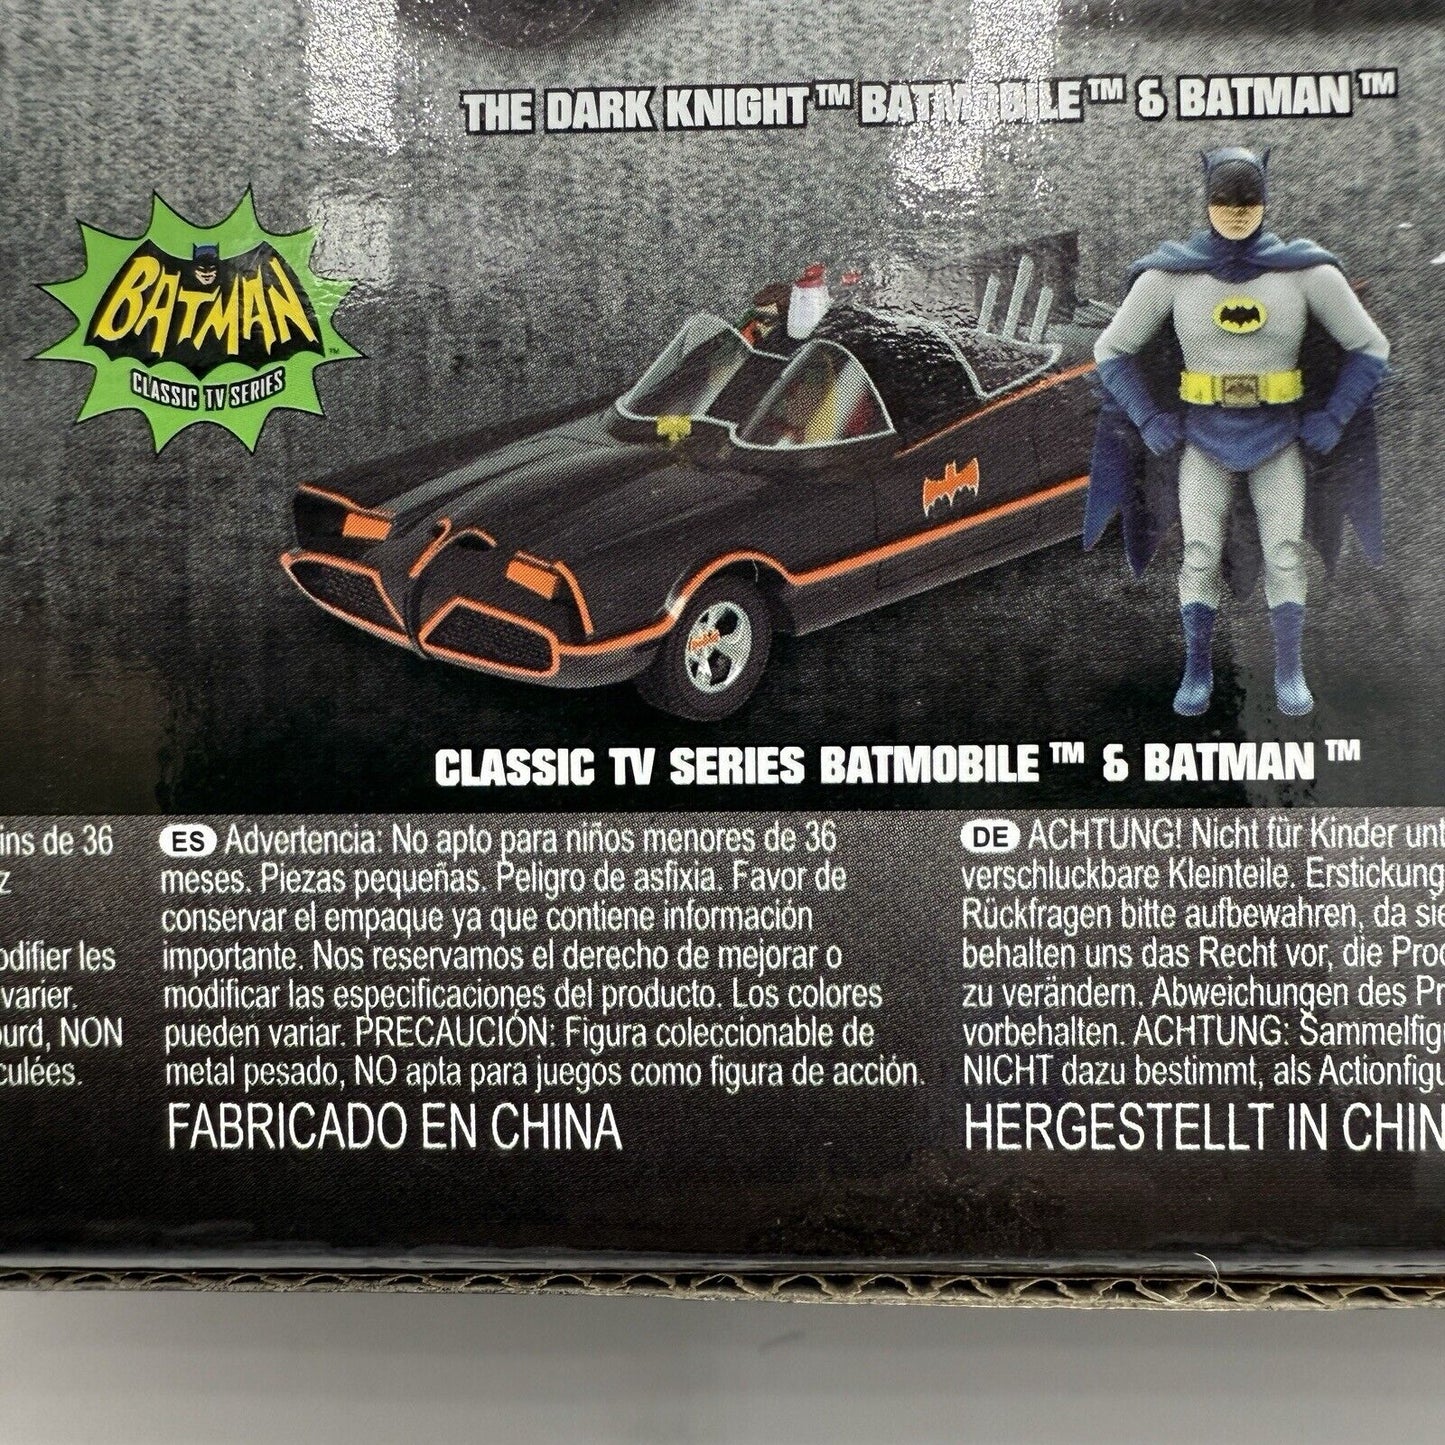 THE DARK KNIGHT™ BATMOBILE™ & BATMAN™
BATMAN™
CLASSIC TV SERIES
CLASSIC TV SERIES BATMOBILE™ & BATMAN™
ins de 36
z
odifier les
varier.
ourd, NON
culées.
ES Advertencia: No apto para niños menores de 36
meses. Piezas pequeñas. Peligro de asfixia. Favor de
conservar el empaque ya que contiene información
importante. Nos reservamos el derecho de mejorar o
modificar las especificaciones del producto. Los colores
pueden variar. PRECAUCIÓN: Figura coleccionable de
metal pesado, NO apta para juegos como figura de acción.
FABRICADO EN CHINA
DE ACHTUNG! Nicht für Kinder unt
verschluckbare Kleinteile. Erstickung
Rückfragen bitte aufbewahren, da sie
behalten uns das Recht vor, die Prod
zu verändern. Abweichungen des Pr
vorbehalten. ACHTUNG: Sammelfigu
NICHT dazu bestimmt, als Actionfigu
HERGESTELLT IN CHIN